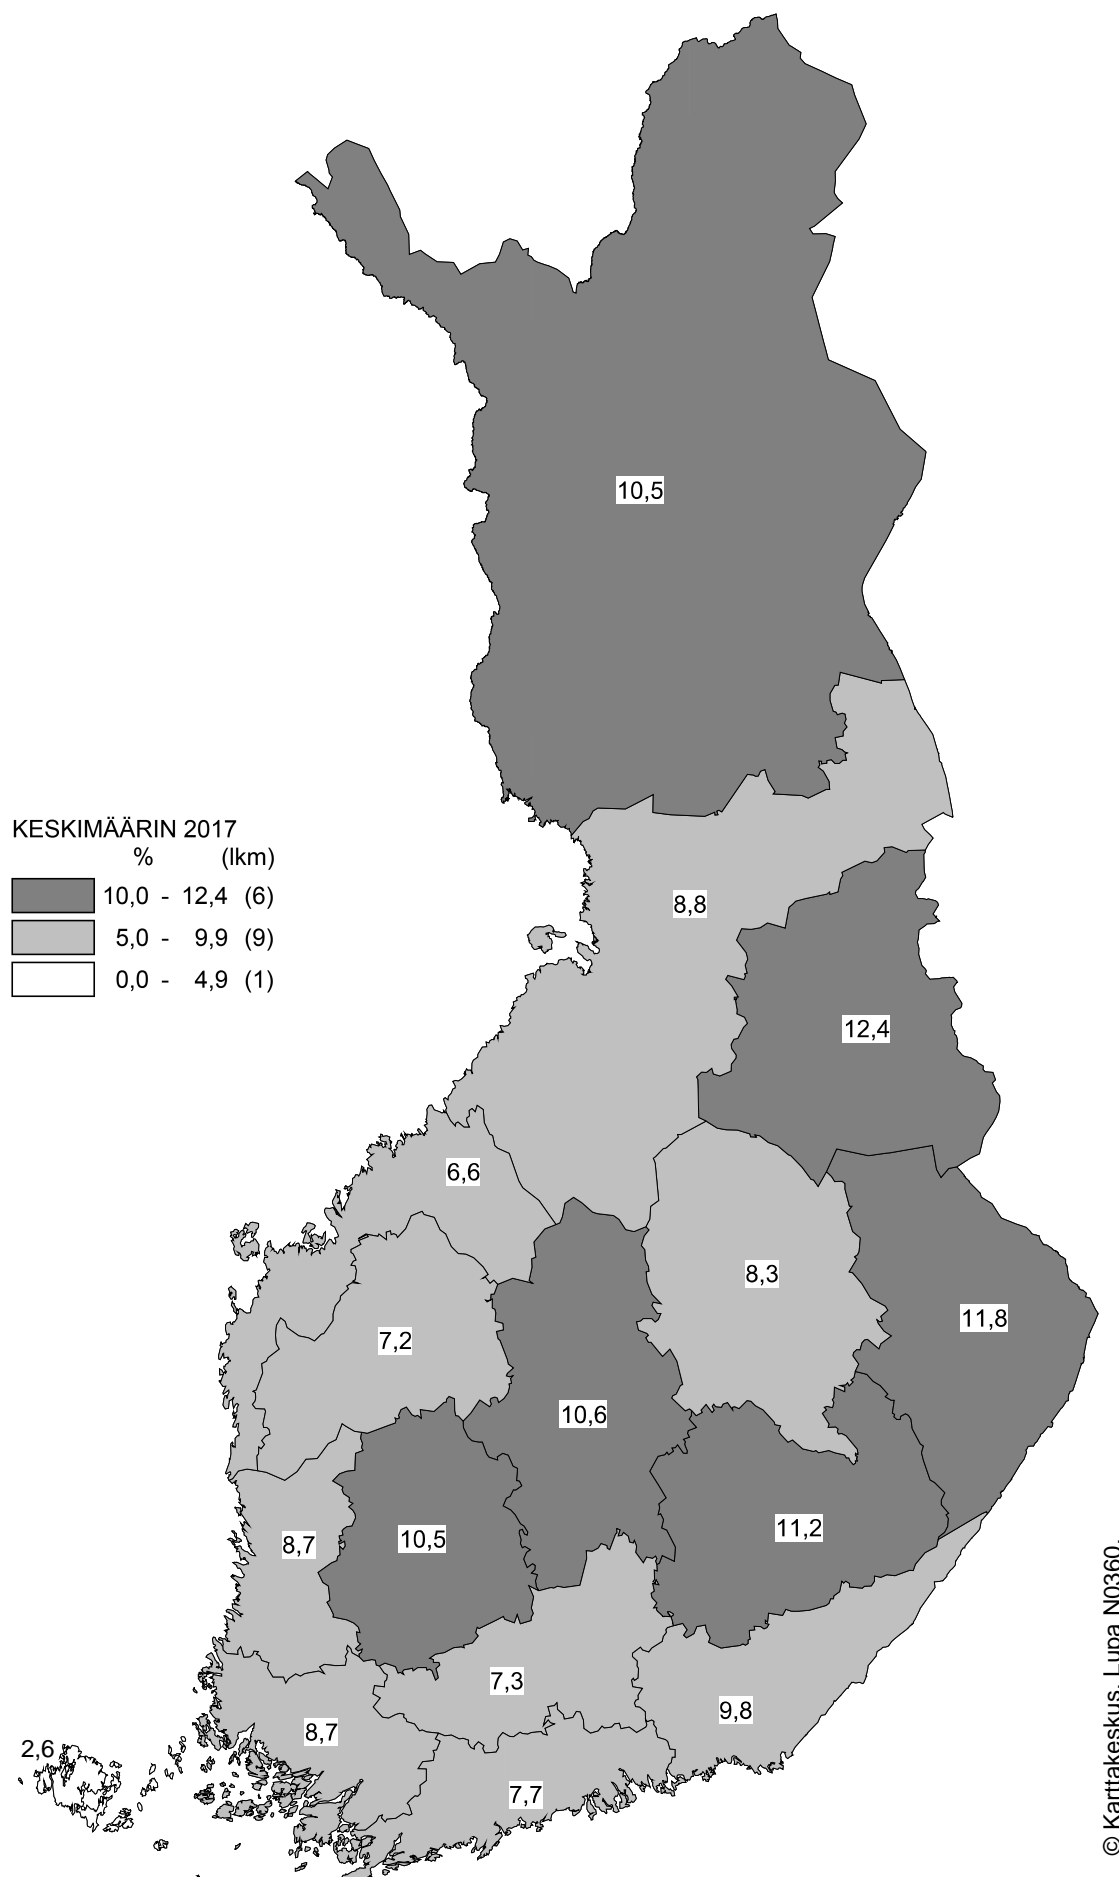 10,5
KESKIMÄÄRIN 2017
% (lkm)
10,0 - 12,4 (6)
5,0 - 9,9 (9)
0,0 - 4,9 (1)
8,8
12,4
6,6
8,3
11,8
7,2
10,6
11,2
8,7
10,5
7,3
9,8
8,7
2,6
7,7
© Karttakeskus, Lupa N0360,